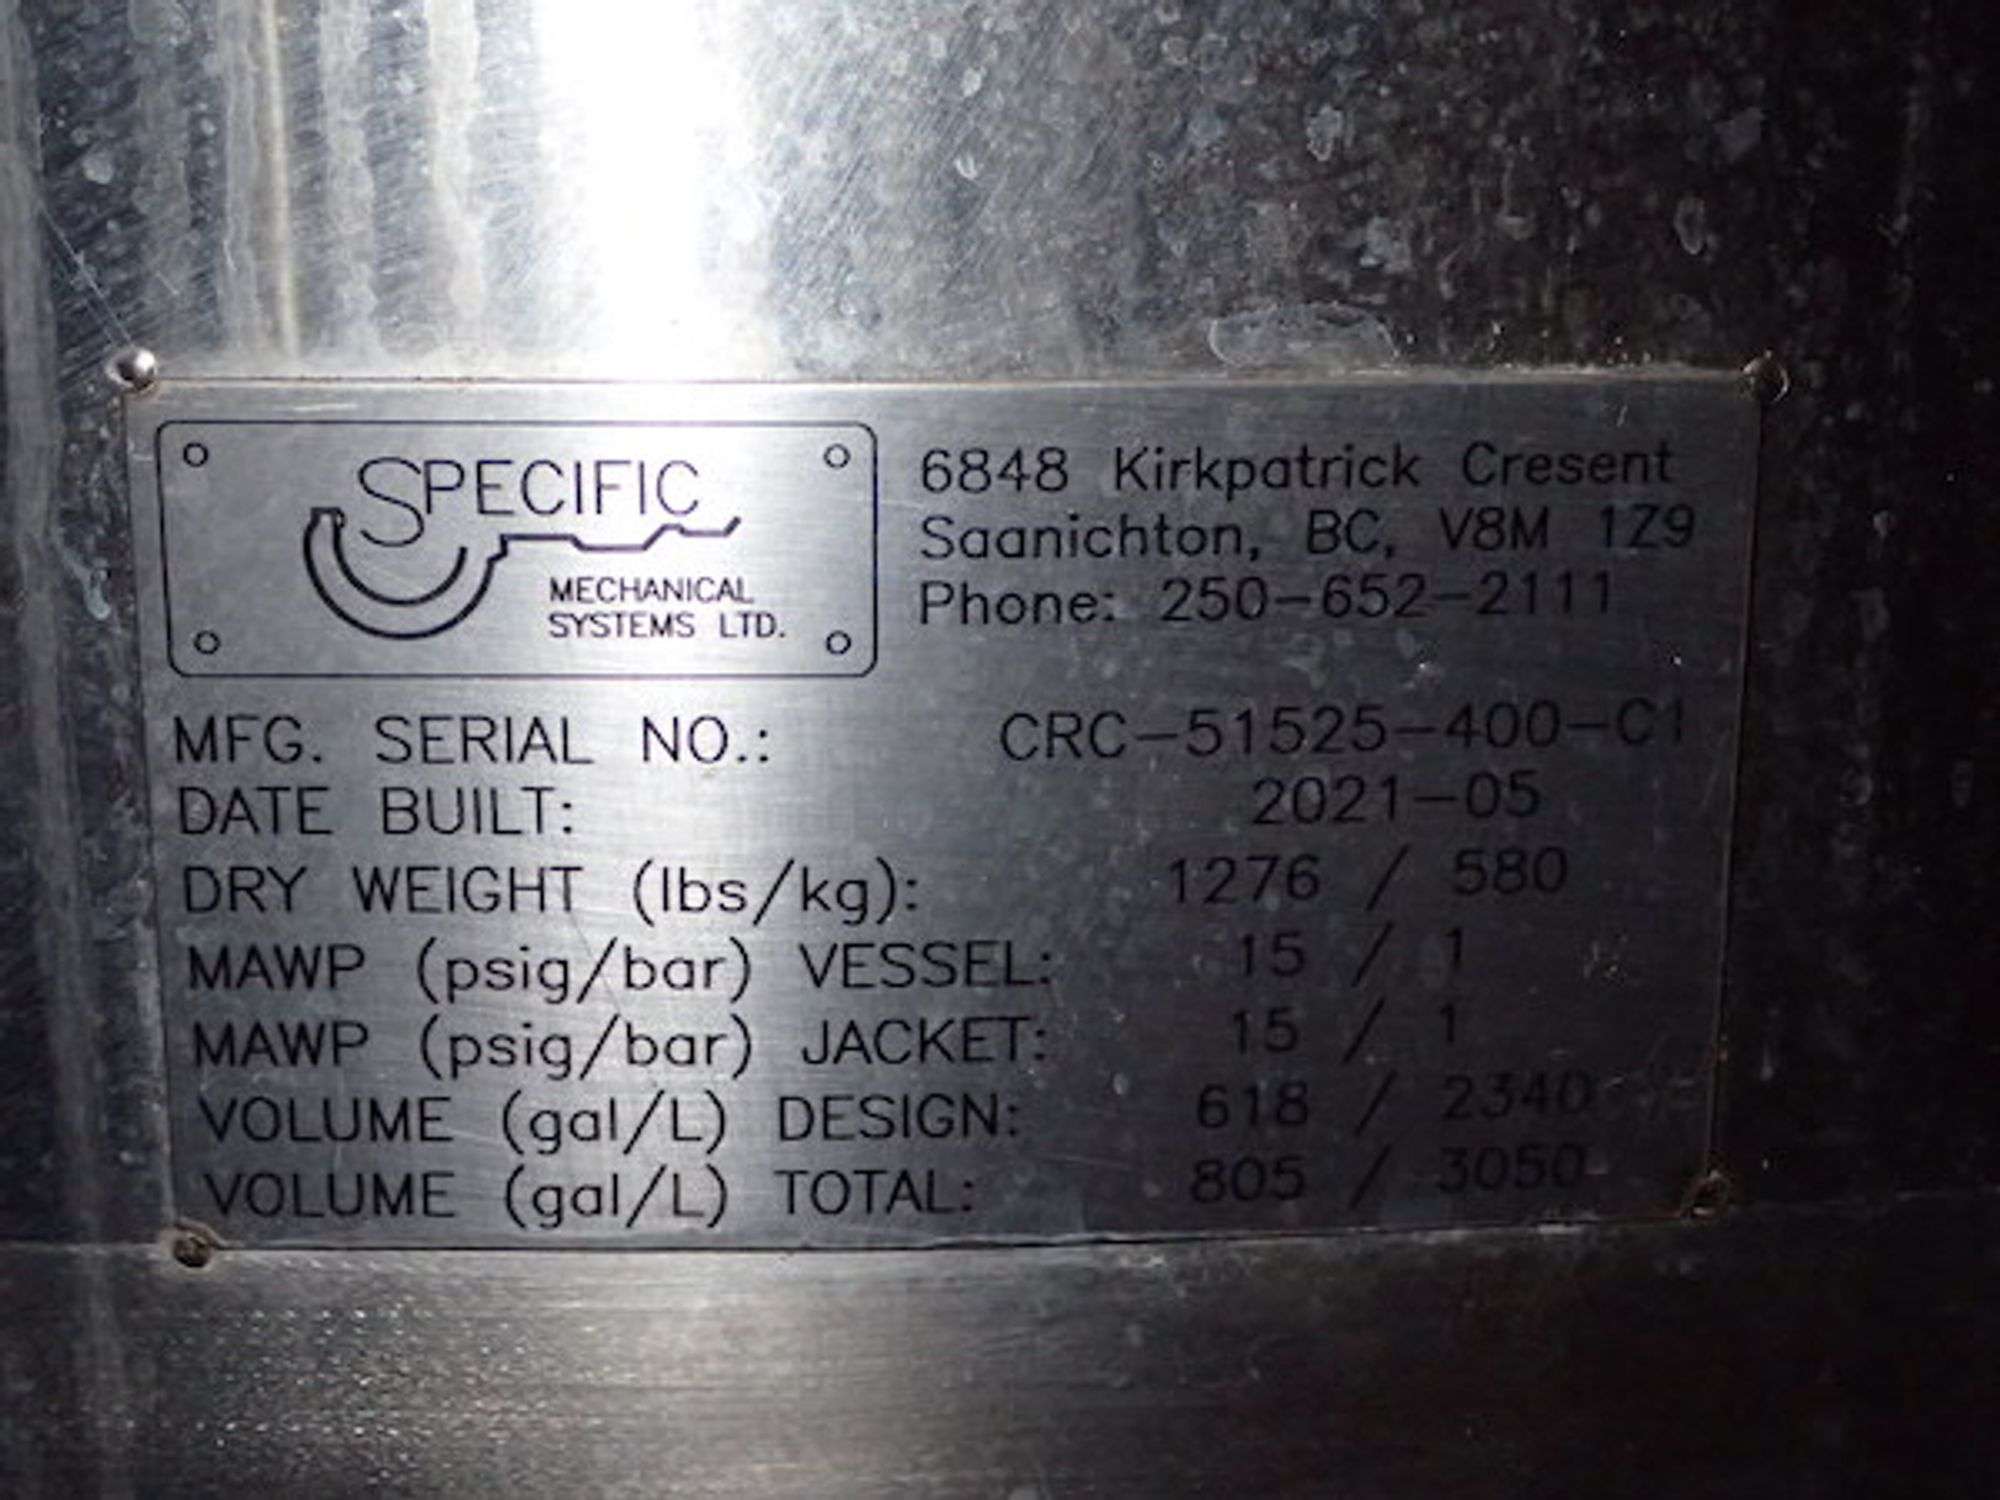 SPECIFIC
MECHANICAL
SYSTEMS LTD.
6848 Kirkpatrick Cresent
Saanichton, BC, V8M 1Z9
Phone: 250-652-2111
MFG. SERIAL NO.: CRC-51525-400-C1
DATE BUILT: 2021-05
DRY WEIGHT (lbs/kg): 1276 / 580
MAWP (psig/bar) VESSEL: 15 / 1
MAWP (psig/bar) JACKET: 15 / 1
VOLUME (gal/L) DESIGN: 618 / 2340
VOLUME (gal/L) TOTAL: 805 / 3050